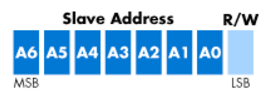 Slave Address R/W
A6 A5 A4 A3 A2 A1 A0
MSB LSB